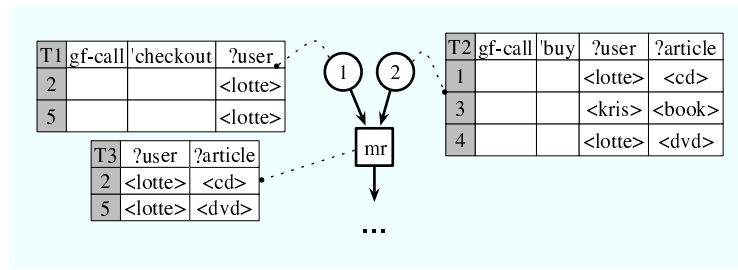 T1 gf-call 'checkout ?user
2 <lotte>
5 <lotte>
1
2
T2 gf-call 'buy ?user ?article
1 <lotte> <cd>
3 <kris> <book>
4 <lotte> <dvd>
T3 ?user ?article
2 <lotte> <cd>
5 <lotte> <dvd>
mr
...